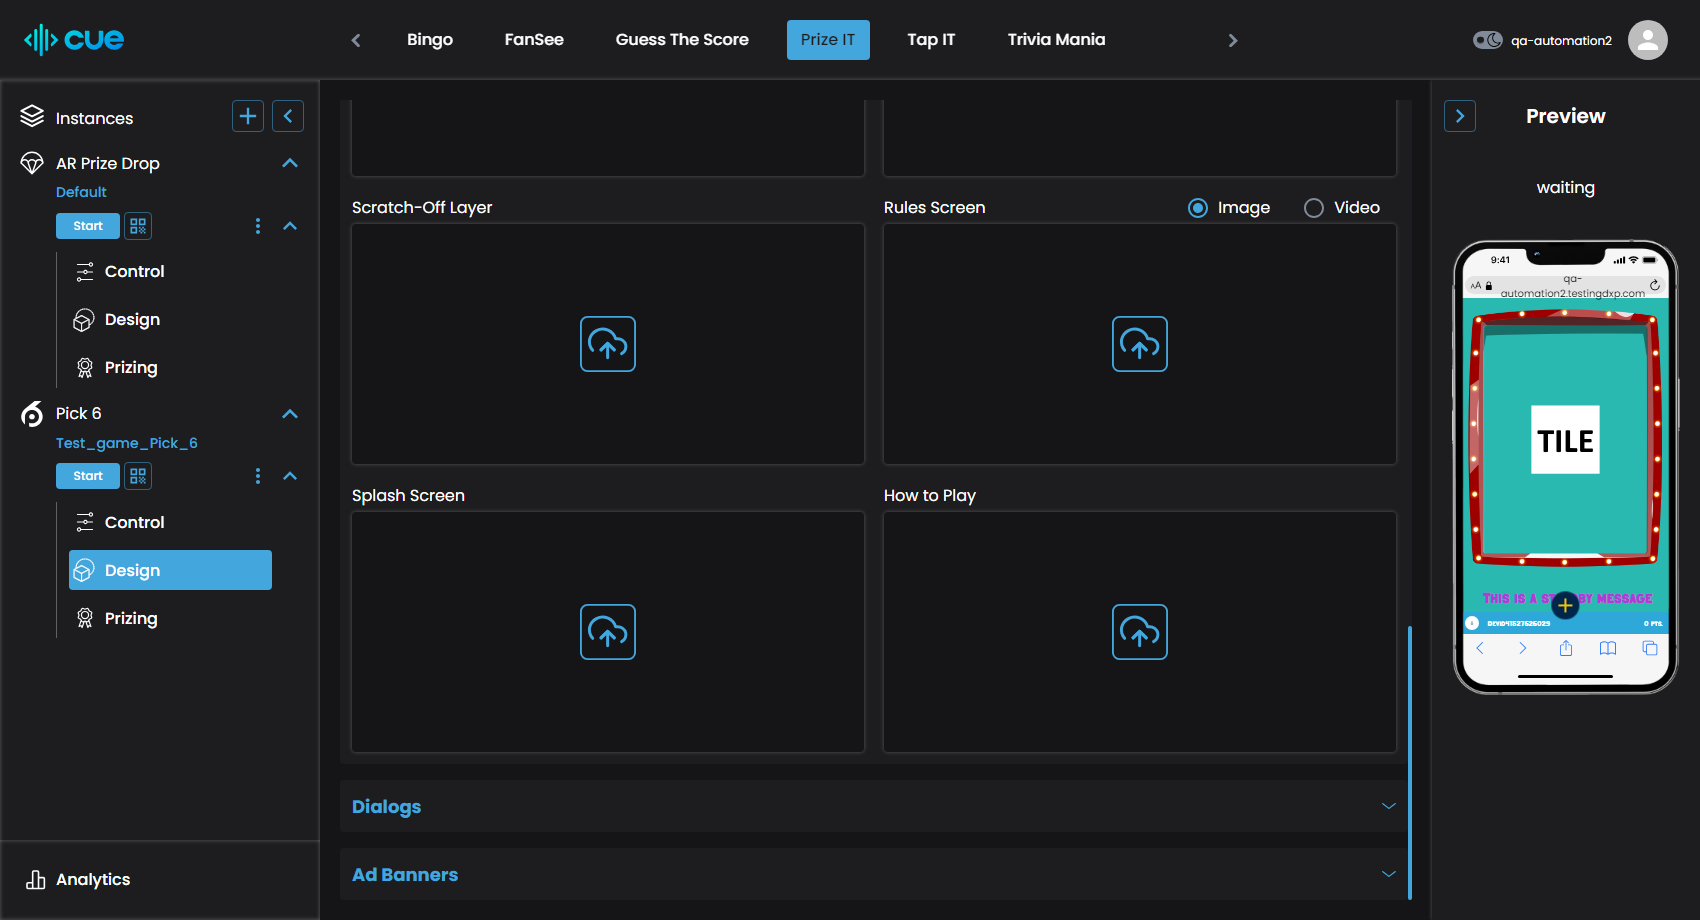 cue
Bingo
FanSee
Guess The Score
Prize IT
Tap IT
Trivia Mania
qa-automation2
Instances
AR Prize Drop
Default
Start
Control
Design
Prizing
Pick 6
Test_game_Pick_6
Start
Control
Design
Prizing
Analytics
Scratch-Off Layer
Rules Screen
Image
Video
Splash Screen
How to Play
Dialogs
Ad Banners
Preview
waiting
9:41
AA
qa-
automation2.testingdxp.com
TILE
THIS IS A
BY MESSAGE
0 PTS.